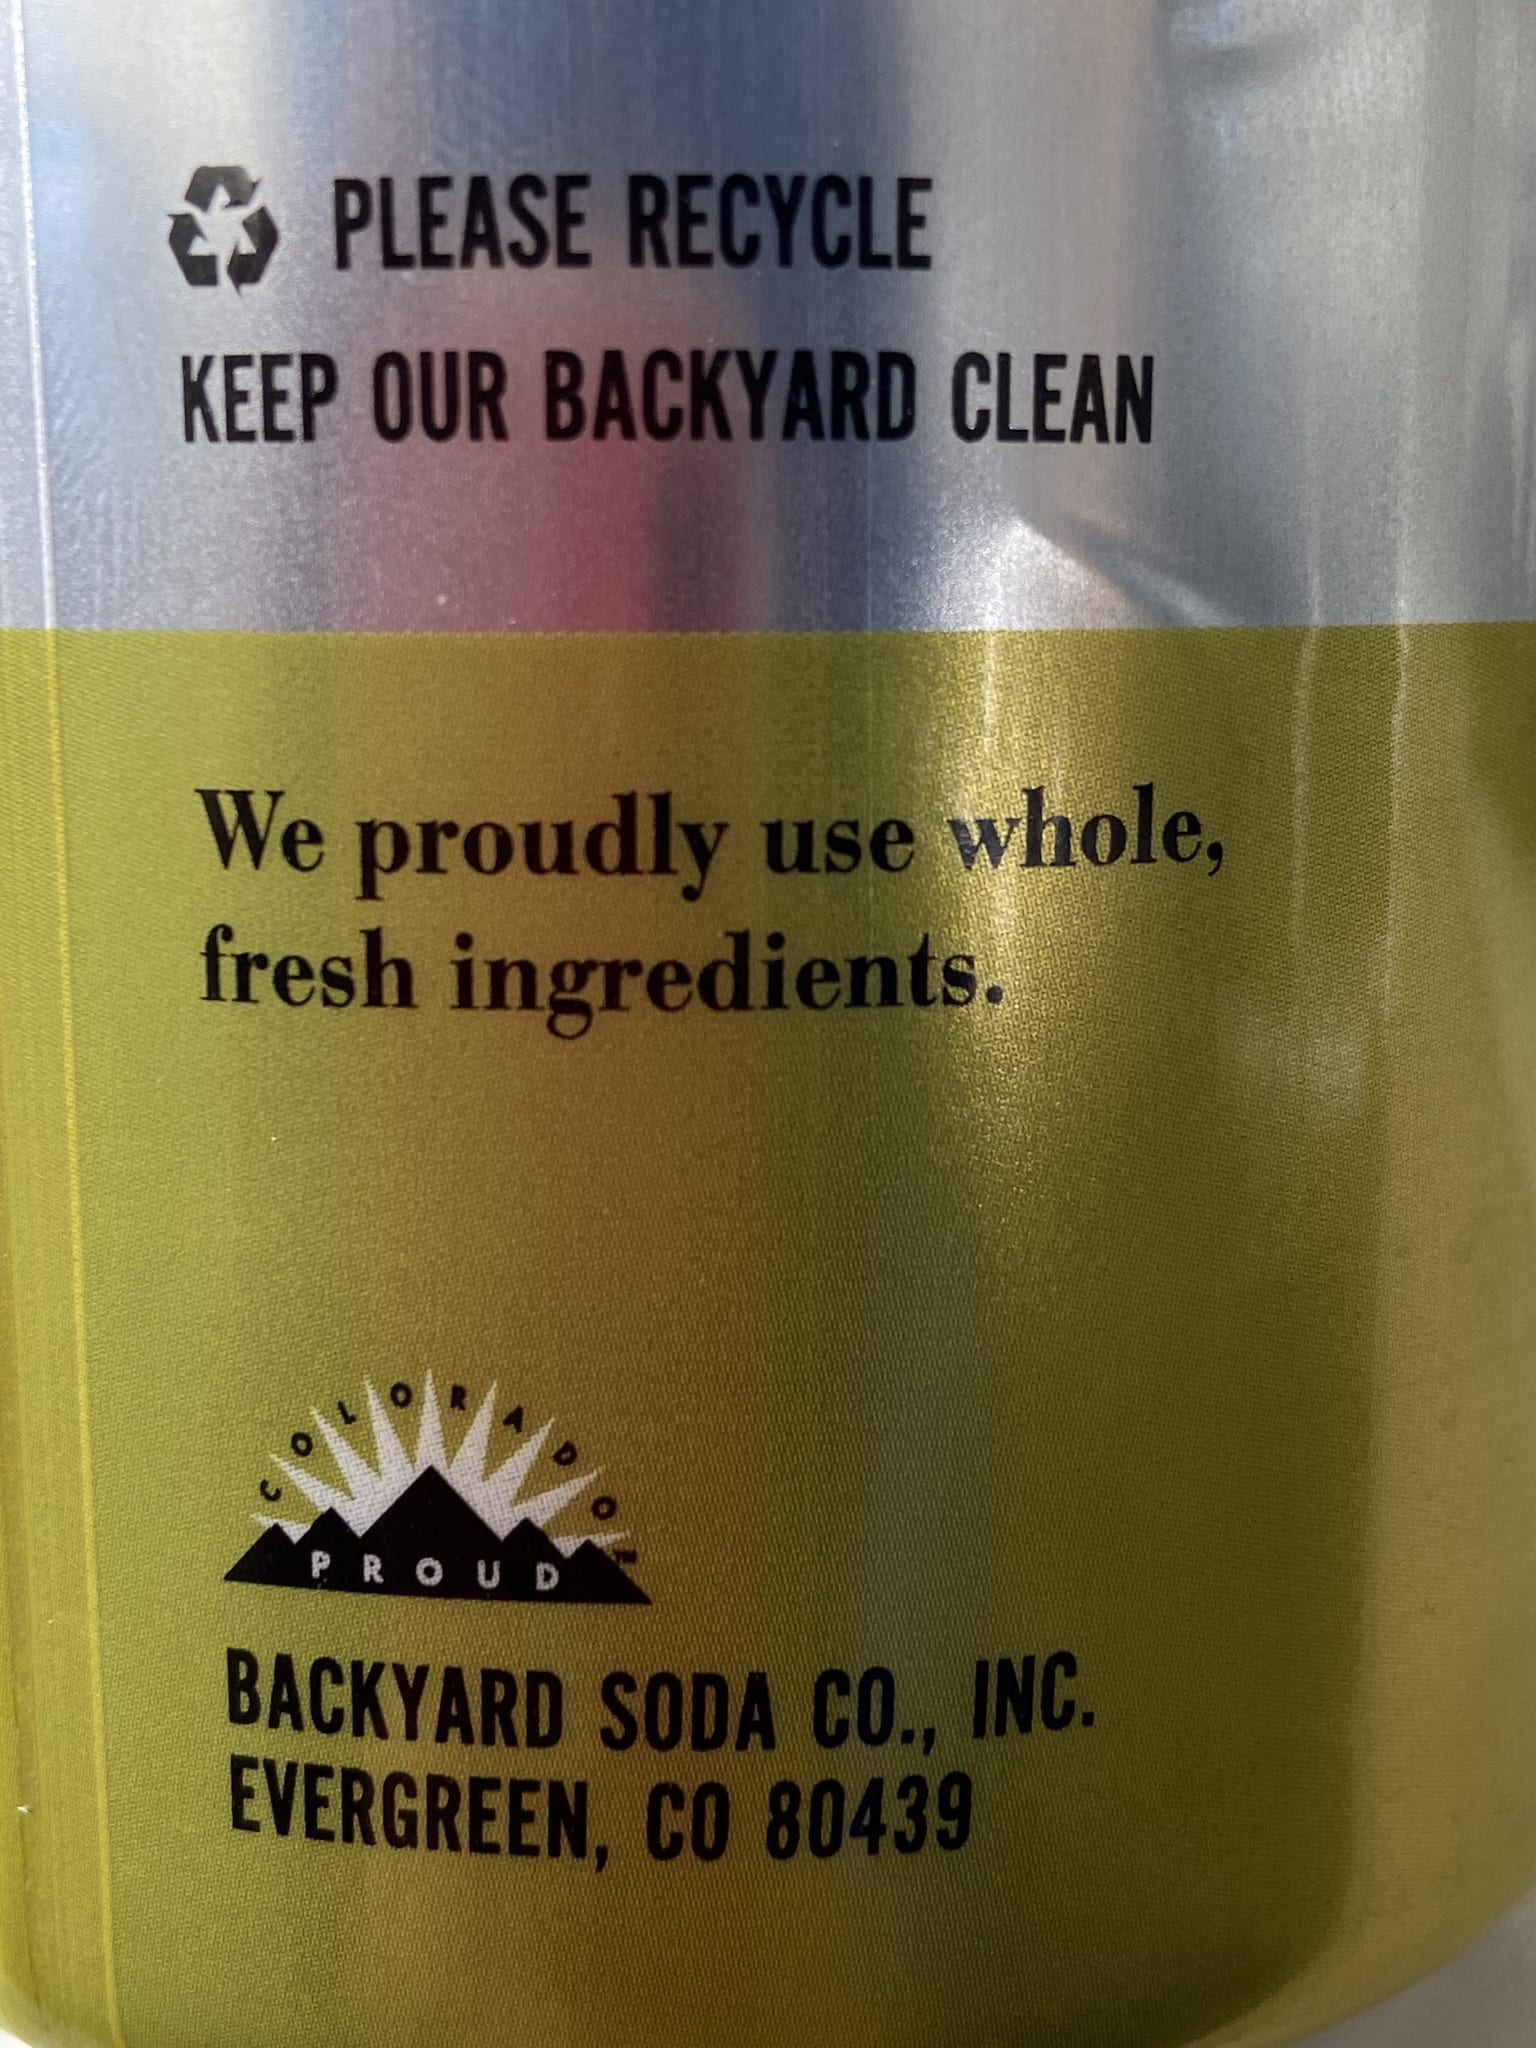 PLEASE RECYCLE
KEEP OUR BACKYARD CLEAN
We proudly use whole,
fresh ingredients.
COLORADO
PROUD™
BACKYARD SODA CO., INC.
EVERGREEN, CO 80439